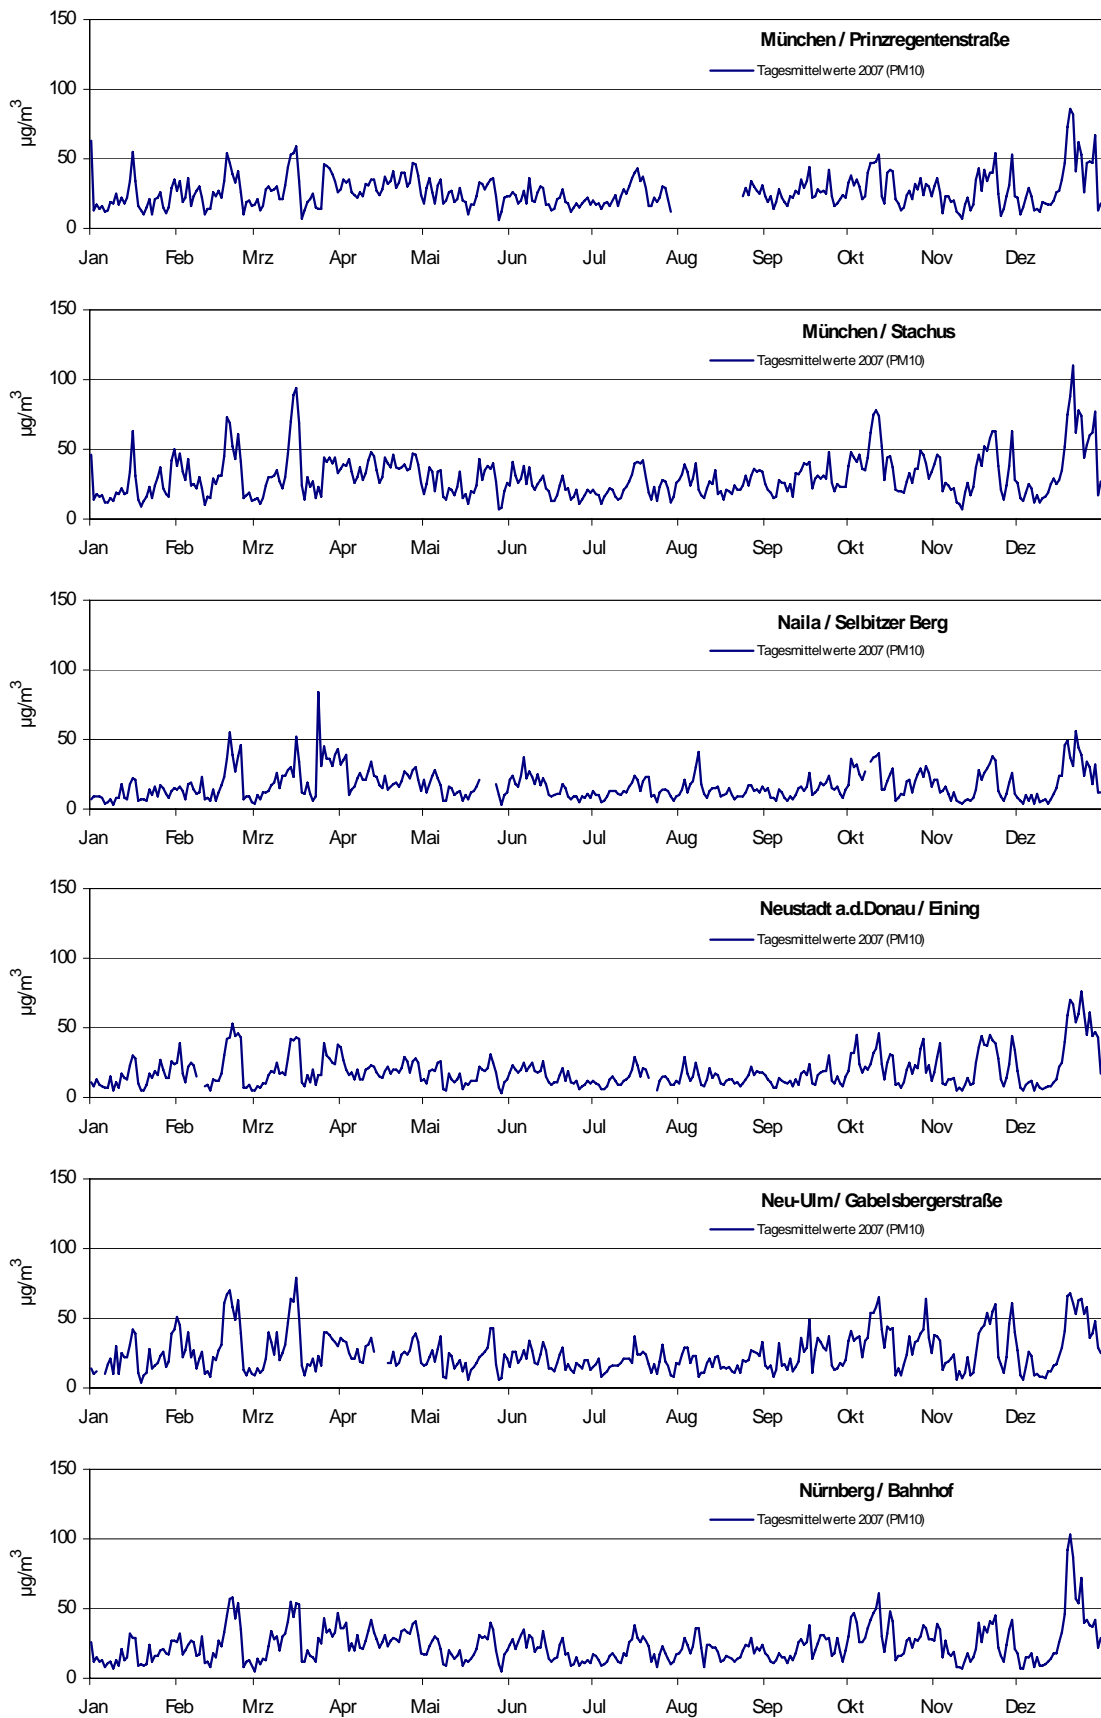 150
München / Prinzregentenstraße
Tagesmittelwerte 2007 (PM10)
100
µg/m³
50
0
Jan Feb Mrz Apr Mai Jun Jul Aug Sep Okt Nov Dez
150
München / Stachus
Tagesmittelwerte 2007 (PM10)
100
µg/m³
50
0
Jan Feb Mrz Apr Mai Jun Jul Aug Sep Okt Nov Dez
150
Naila / Selbitzer Berg
Tagesmittelwerte 2007 (PM10)
100
µg/m³
50
0
Jan Feb Mrz Apr Mai Jun Jul Aug Sep Okt Nov Dez
150
Neustadt a.d.Donau / Eining
Tagesmittelwerte 2007 (PM10)
100
µg/m³
50
0
Jan Feb Mrz Apr Mai Jun Jul Aug Sep Okt Nov Dez
150
Neu-Ulm / Gabelsbergerstraße
Tagesmittelwerte 2007 (PM10)
100
µg/m³
50
0
Jan Feb Mrz Apr Mai Jun Jul Aug Sep Okt Nov Dez
150
Nürnberg / Bahnhof
Tagesmittelwerte 2007 (PM10)
100
µg/m³
50
0
Jan Feb Mrz Apr Mai Jun Jul Aug Sep Okt Nov Dez